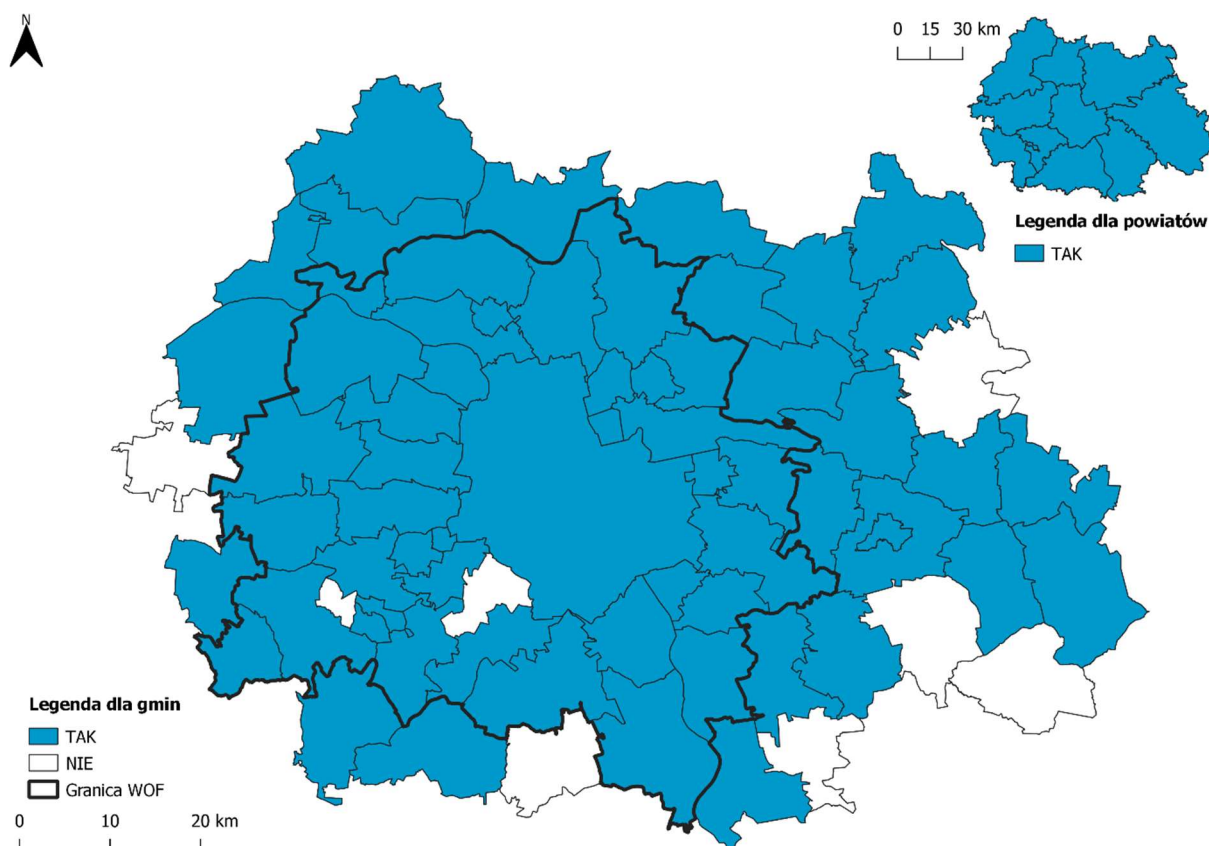 N
0 15 30 km
Legenda dla powiatów
TAK
Legenda dla gmin
TAK
NIE
Granica WOF
0 10 20 km